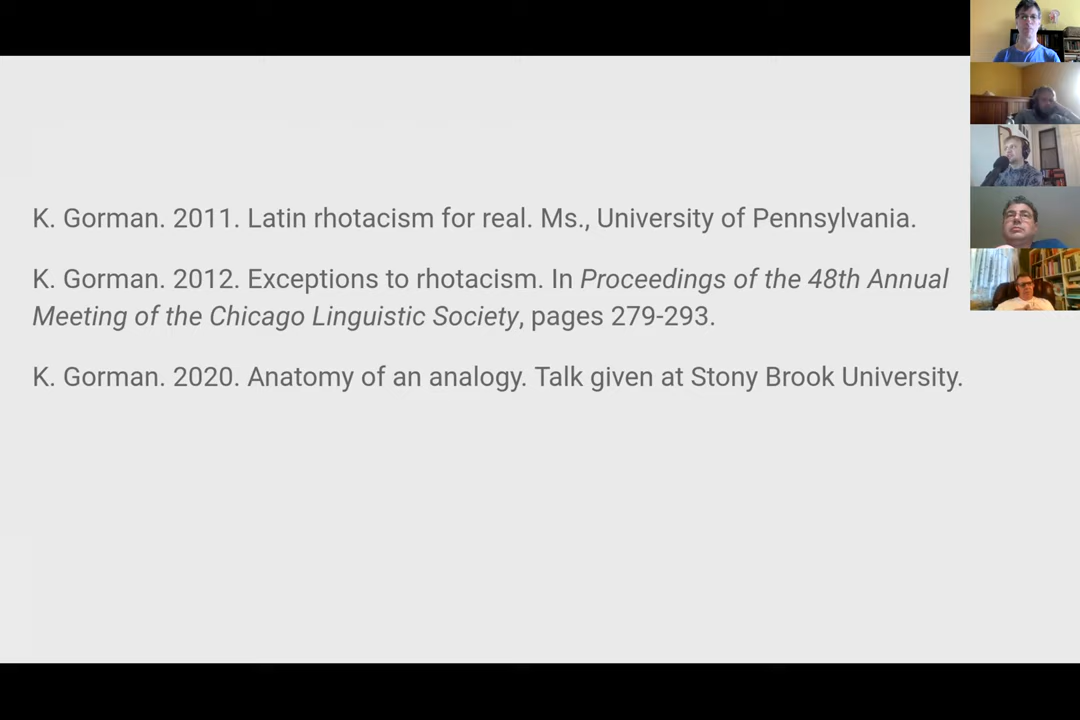 K. Gorman. 2011. Latin rhotacism for real. Ms., University of Pennsylvania.
K. Gorman. 2012. Exceptions to rhotacism. In Proceedings of the 48th Annual
Meeting of the Chicago Linguistic Society, pages 279-293.
K. Gorman. 2020. Anatomy of an analogy. Talk given at Stony Brook University.